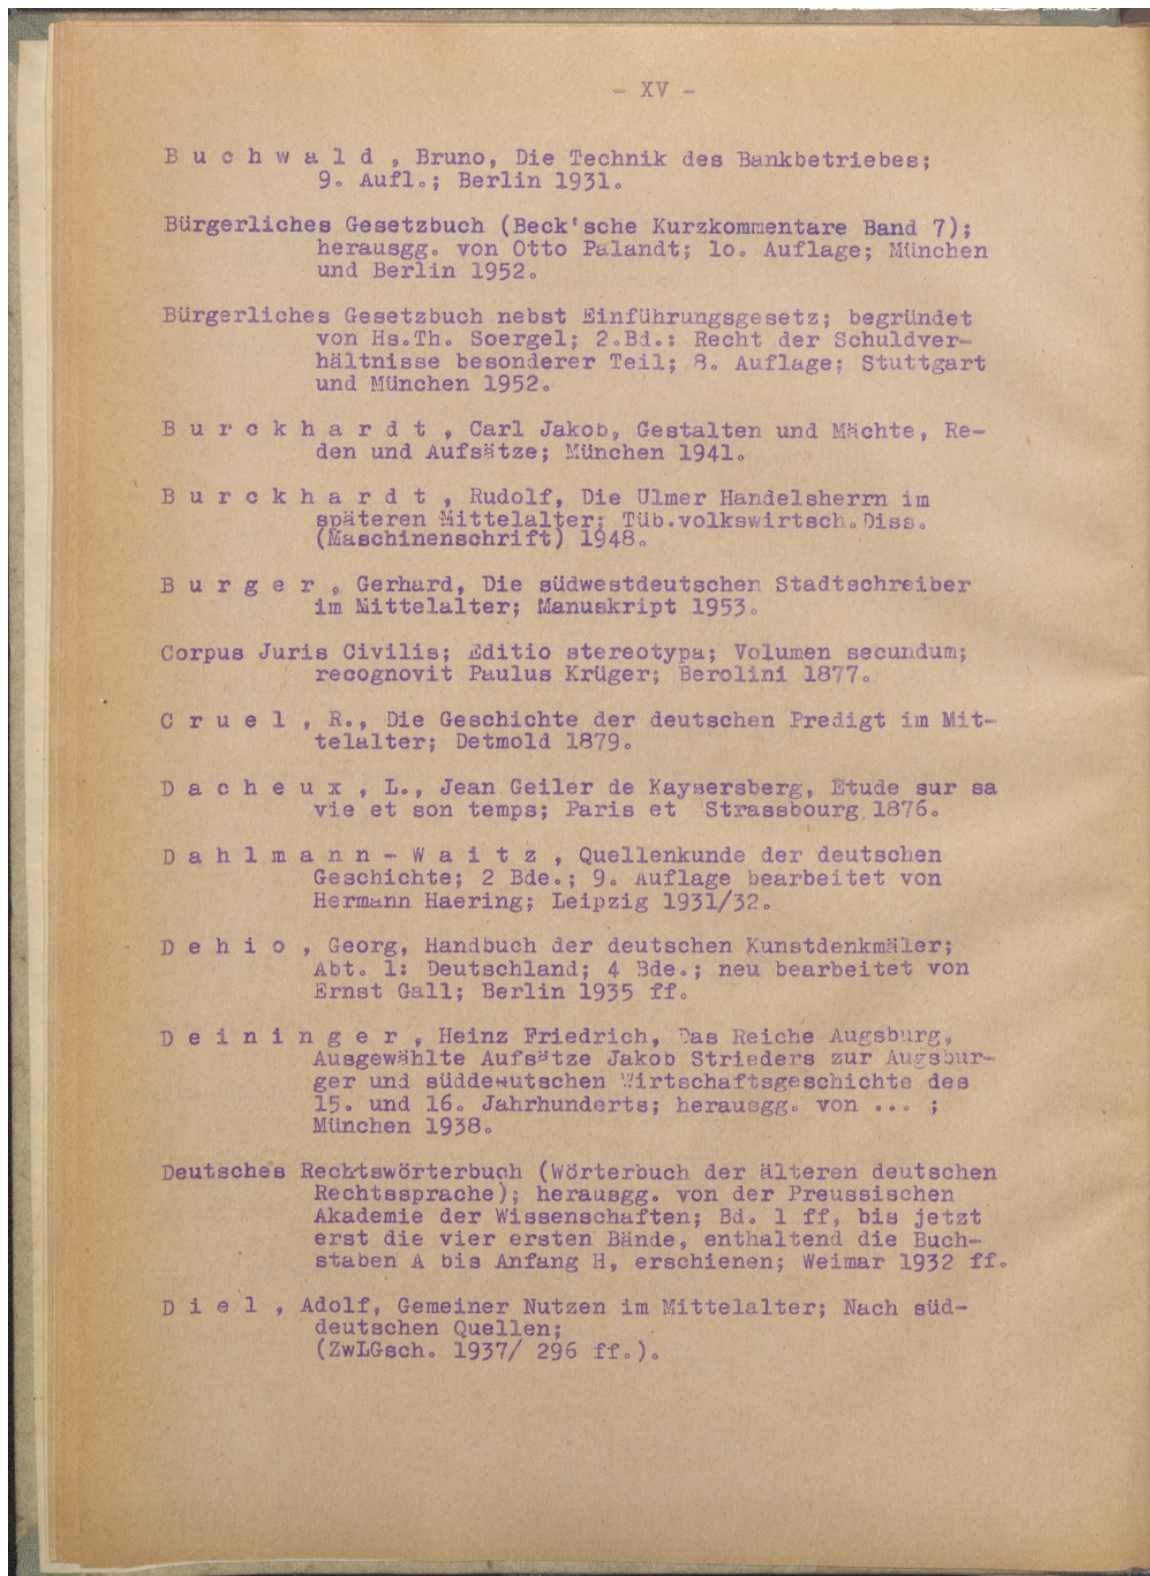 - XV -
B u c h w a l d , Bruno, Die Technik des Bankbetriebes;
9. Aufl.; Berlin 1931.
Bürgerliches Gesetzbuch (Beck'sche Kurzkommentare Band 7);
herausgg. von Otto Palandt; lo. Auflage; München
und Berlin 1952.
Bürgerliches Gesetzbuch nebst Einführungsgesetz; begründet
von Hs.Th. Soergel; 2.Bd.: Recht der Schuldver-
hältnisse besonderer Teil; 8. Auflage; Stuttgart
und München 1952.
B u r c k h a r d t , Carl Jakob, Gestalten und Mächte, Re-
den und Aufsätze; München 1941.
B u r c k h a r d t , Rudolf, Die Ulmer Handelsherrn im
späteren Mittelalter; Tüb.volkswirtsch.Diss.
(Maschinenschrift) 1948.
B u r g e r , Gerhard, Die südwestdeutschen Stadtschreiber
im Mittelalter; Manuskript 1953.
Corpus Juris Civilis; Editio stereotypa; Volumen secundum;
recognovit Paulus Krüger; Berolini 1877.
C r u e l , R., Die Geschichte der deutschen Predigt im Mit-
telalter; Detmold 1879.
D a c h e u x , L., Jean Geiler de Kaysersberg, Etude sur sa
vie et son temps; Paris et Strassbourg 1876.
D a h l m a n n - W a i t z , Quellenkunde der deutschen
Geschichte; 2 Bde.; 9. Auflage bearbeitet von
Hermann Haering; Leipzig 1931/32.
D e h i o , Georg, Handbuch der deutschen Kunstdenkmäler;
Abt. 1: Deutschland; 4 Bde.; neu bearbeitet von
Ernst Gall; Berlin 1935 ff.
D e i n i n g e r , Heinz Friedrich, Das Reiche Augsburg,
Ausgewählte Aufsätze Jakob Strieders zur Augsbur-
ger und süddeutschen Wirtschaftsgeschichte des
15. und 16. Jahrhunderts; herausgg. von ... ;
München 1938.
Deutsches Rechtswörterbuch (Wörterbuch der älteren deutschen
Rechtssprache); herausgg. von der Preussischen
Akademie der Wissenschaften; Bd. 1 ff, bis jetzt
erst die vier ersten Bände, enthaltend die Buch-
staben A bis Anfang H, erschienen; Weimar 1932 ff.
D i e l , Adolf, Gemeiner Nutzen im Mittelalter; Nach süd-
deutschen Quellen;
(ZwLGsch. 1937/ 296 ff.).